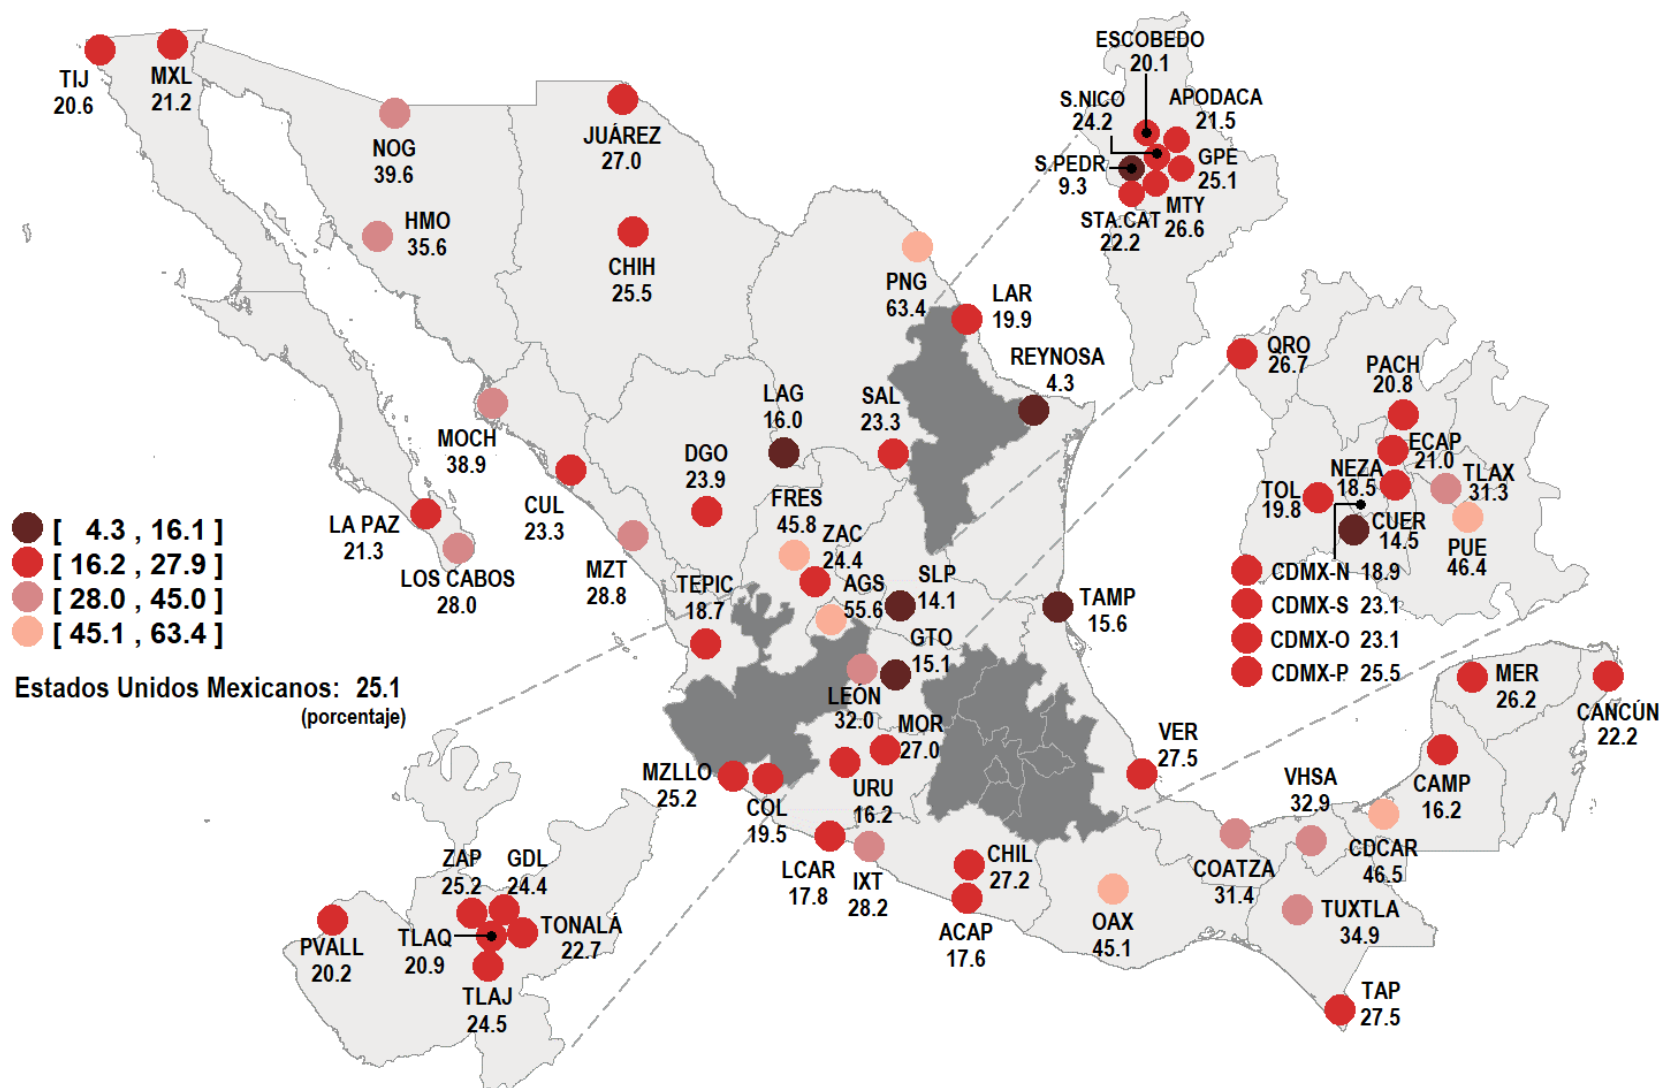 TIJ
20.6
MXL
21.2
NOG
39.6
HMO
35.6
JUÁREZ
27.0
CHIH
25.5
PNG
63.4
LAR
19.9
REYNOSA
4.3
ESCOBEDO
20.1
S.NICO
24.2
APODACA
21.5
S.PEDR
9.3
GPE
25.1
STA.CAT
22.2
MTY
26.6
MOCH
38.9
CUL
23.3
LA PAZ
21.3
LOS CABOS
28.0
DGO
23.9
LAG
16.0
SAL
23.3
FRES
45.8
ZAC
24.4
MZT
28.8
TEPIC
18.7
AGS
55.6
SLP
14.1
TAMP
15.6
GTO
15.1
LEÓN
32.0
MOR
27.0
URU
16.2
MZLLO
25.2
COL
19.5
LCAR
17.8
IXT
28.2
CHIL
27.2
ACAP
17.6
OAX
45.1
VER
27.5
COATZA
31.4
VHSA
32.9
CDCAR
46.5
TUXTLA
34.9
TAP
27.5
CAMP
16.2
MER
26.2
CANCÚN
22.2
QRO
26.7
PACH
20.8
ECAP
21.0
NEZA
18.5
TLAX
31.3
TOL
19.8
CUER
14.5
PUE
46.4
CDMX-N 18.9
CDMX-S 23.1
CDMX-O 23.1
CDMX-P 25.5
[ 4.3 , 16.1 ]
[ 16.2 , 27.9 ]
[ 28.0 , 45.0 ]
[ 45.1 , 63.4 ]
Estados Unidos Mexicanos: 25.1
(porcentaje)
ZAP
25.2
GDL
24.4
PVALL
20.2
TLAQ
20.9
TONALÁ
22.7
TLAJ
24.5